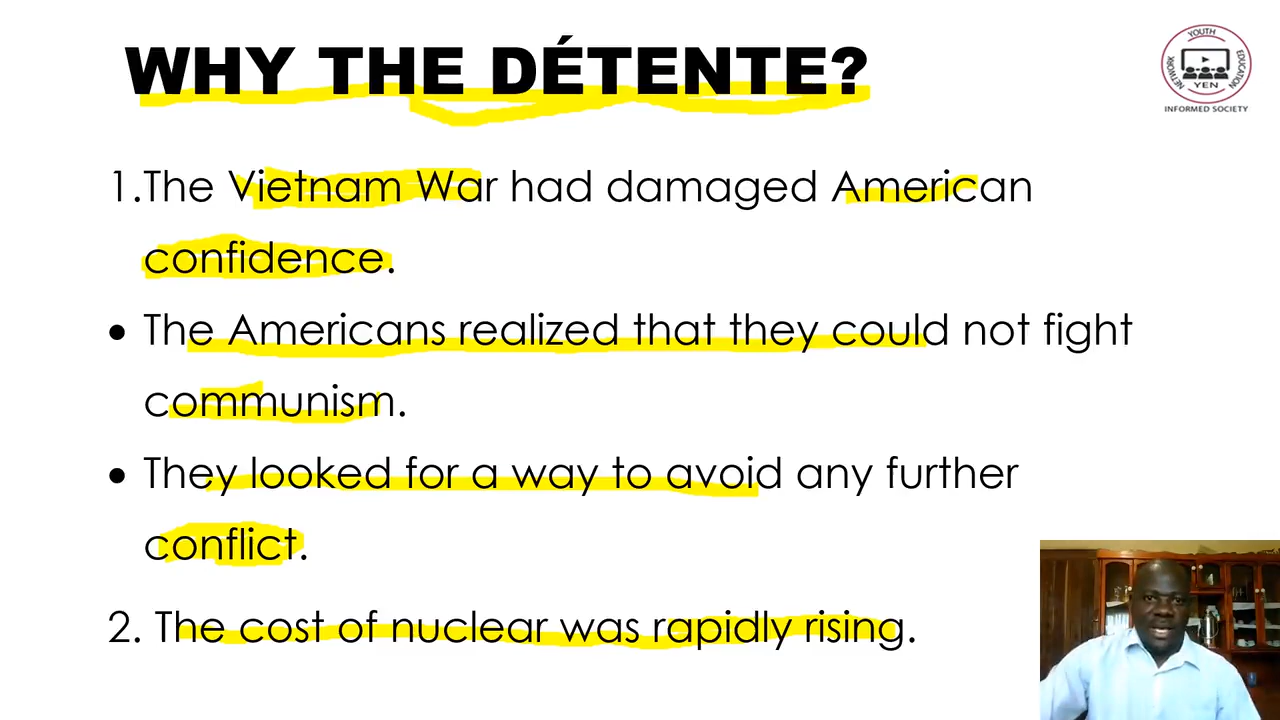 WHY THE DÉTENTE?
YOUTH
EDUCATION
NETWORK
YEN
INFORMED SOCIETY
1.The Vietnam War had damaged American
confidence.
• The Americans realized that they could not fight
communism.
• They looked for a way to avoid any further
conflict.
2. The cost of nuclear was rapidly rising.